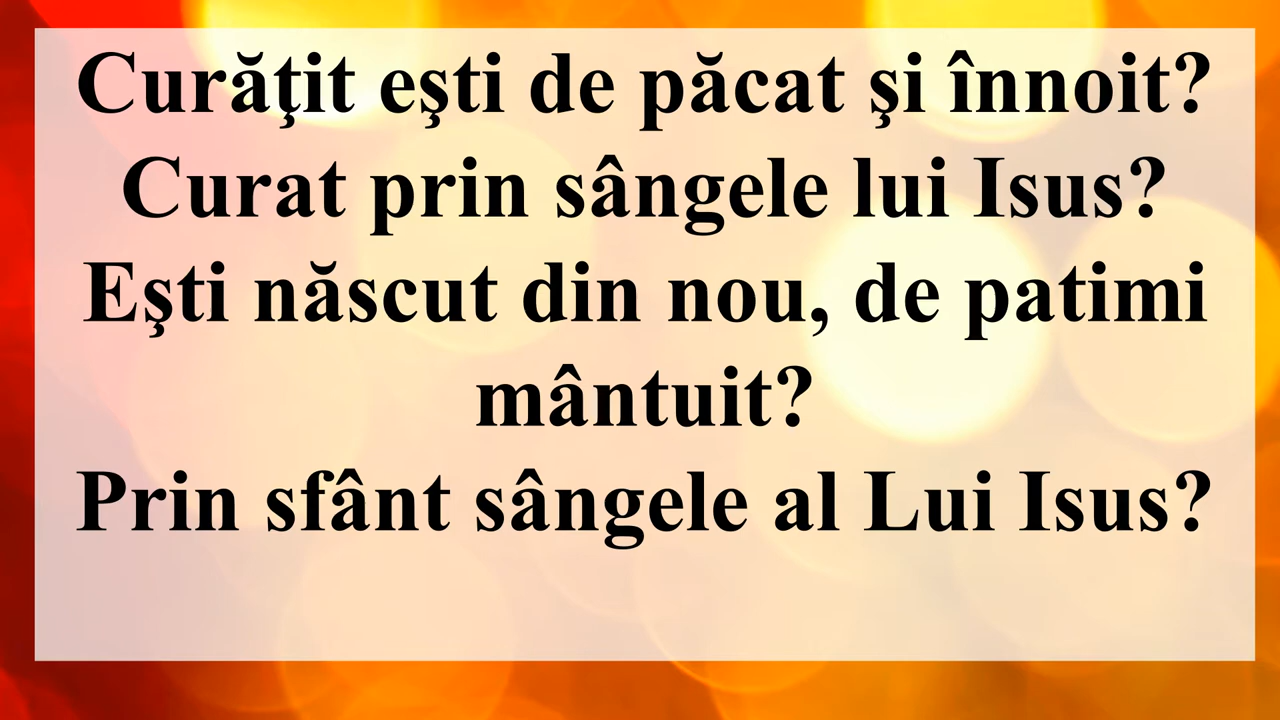 Curăţit eşti de păcat şi înnoit?
Curat prin sângele lui Isus?
Eşti născut din nou, de patimi
mântuit?
Prin sfânt sângele al Lui Isus?